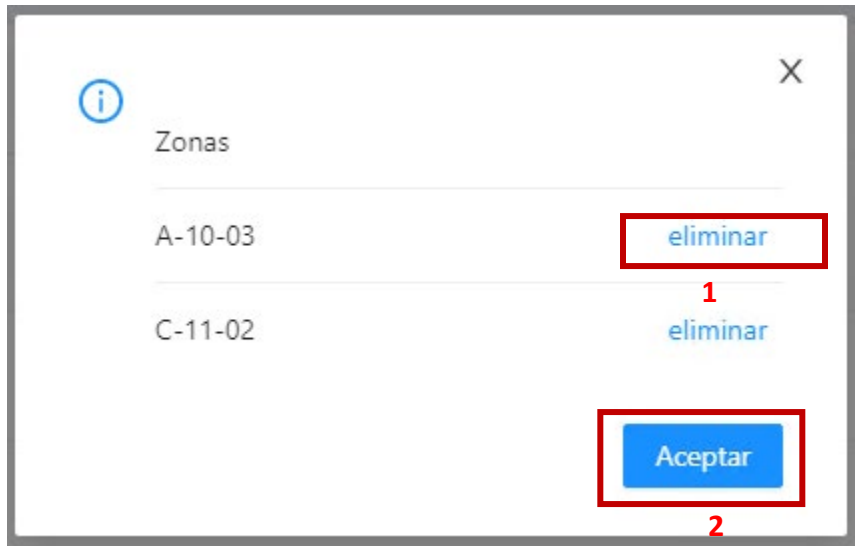 X
Zonas
A-10-03 eliminar
1
C-11-02 eliminar
Aceptar
2